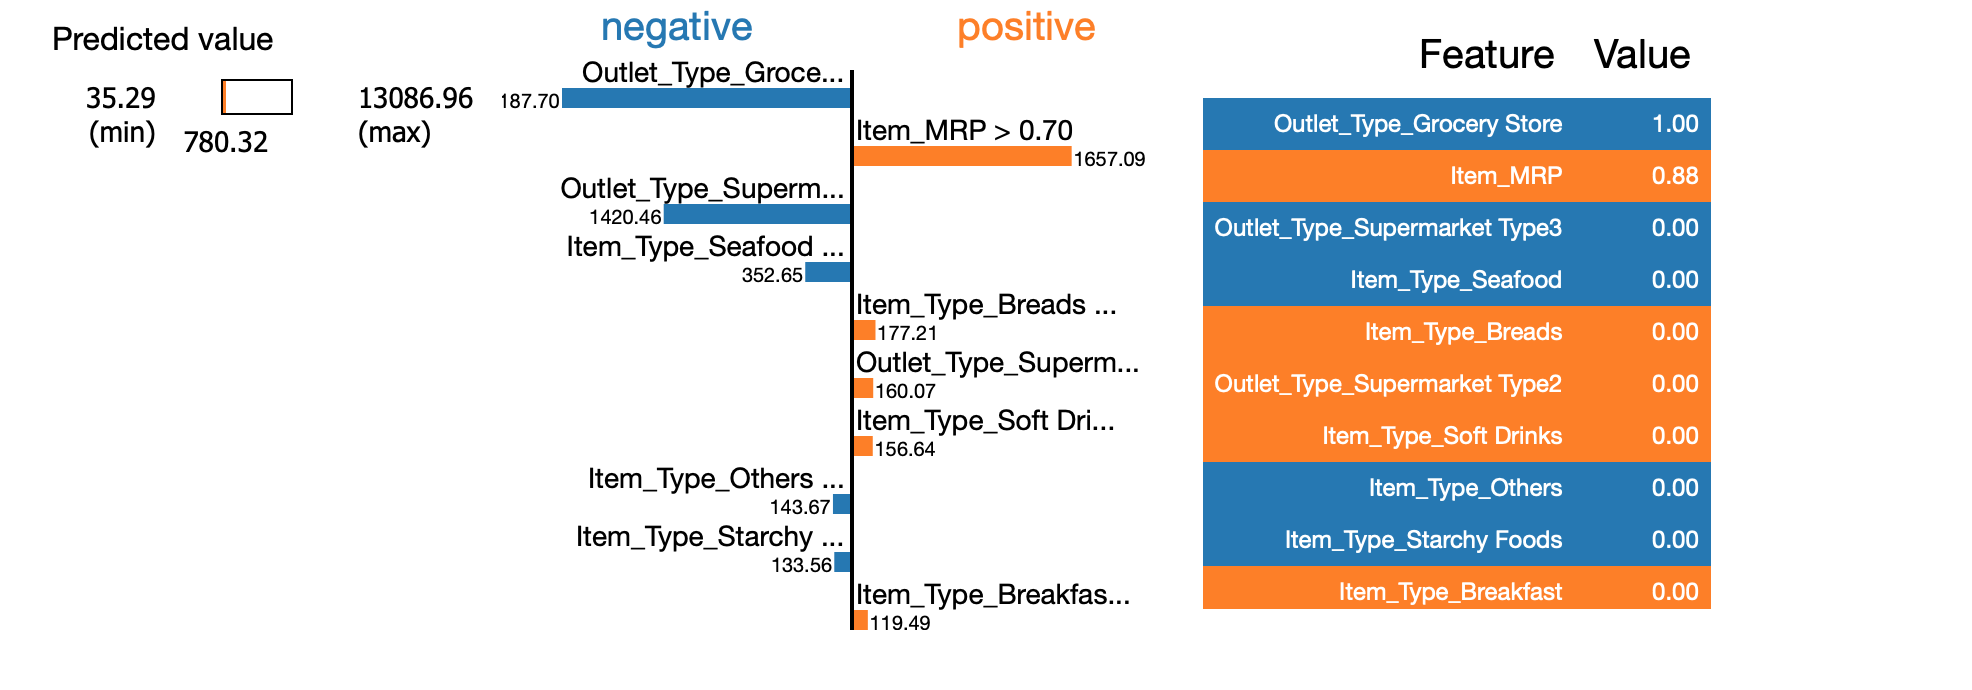 Predicted value
35.29
(min)
780.32
13086.96
(max)
negative
positive
Outlet_Type_Groce...
187.70
Item_MRP > 0.70
1657.09
Outlet_Type_Superm...
1420.46
Item_Type_Seafood ...
352.65
Item_Type_Breads ...
177.21
Outlet_Type_Superm...
160.07
Item_Type_Soft Dri...
156.64
Item_Type_Others ...
143.67
Item_Type_Starchy ...
133.56
Item_Type_Breakfas...
119.49
Feature Value
Outlet_Type_Grocery Store 1.00
Item_MRP 0.88
Outlet_Type_Supermarket Type3 0.00
Item_Type_Seafood 0.00
Item_Type_Breads 0.00
Outlet_Type_Supermarket Type2 0.00
Item_Type_Soft Drinks 0.00
Item_Type_Others 0.00
Item_Type_Starchy Foods 0.00
Item_Type_Breakfast 0.00